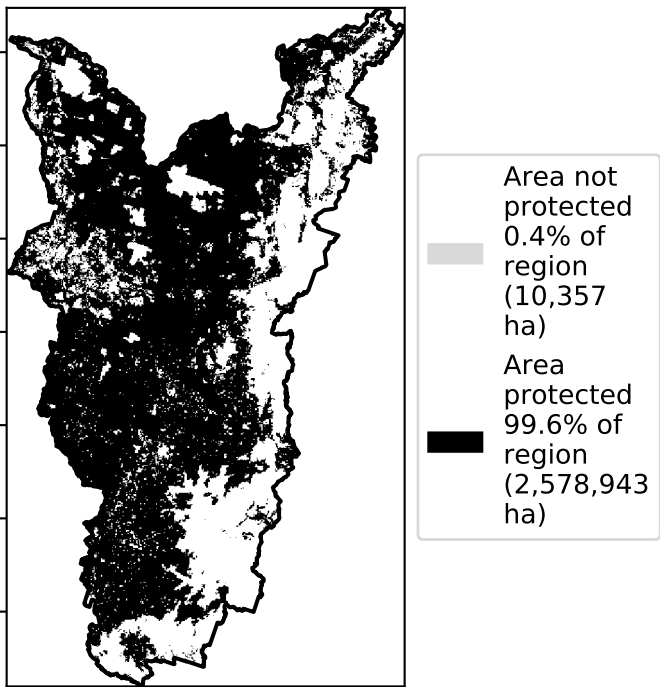 Area not
protected
0.4% of
region
(10,357
ha)
Area
protected
99.6% of
region
(2,578,943
ha)